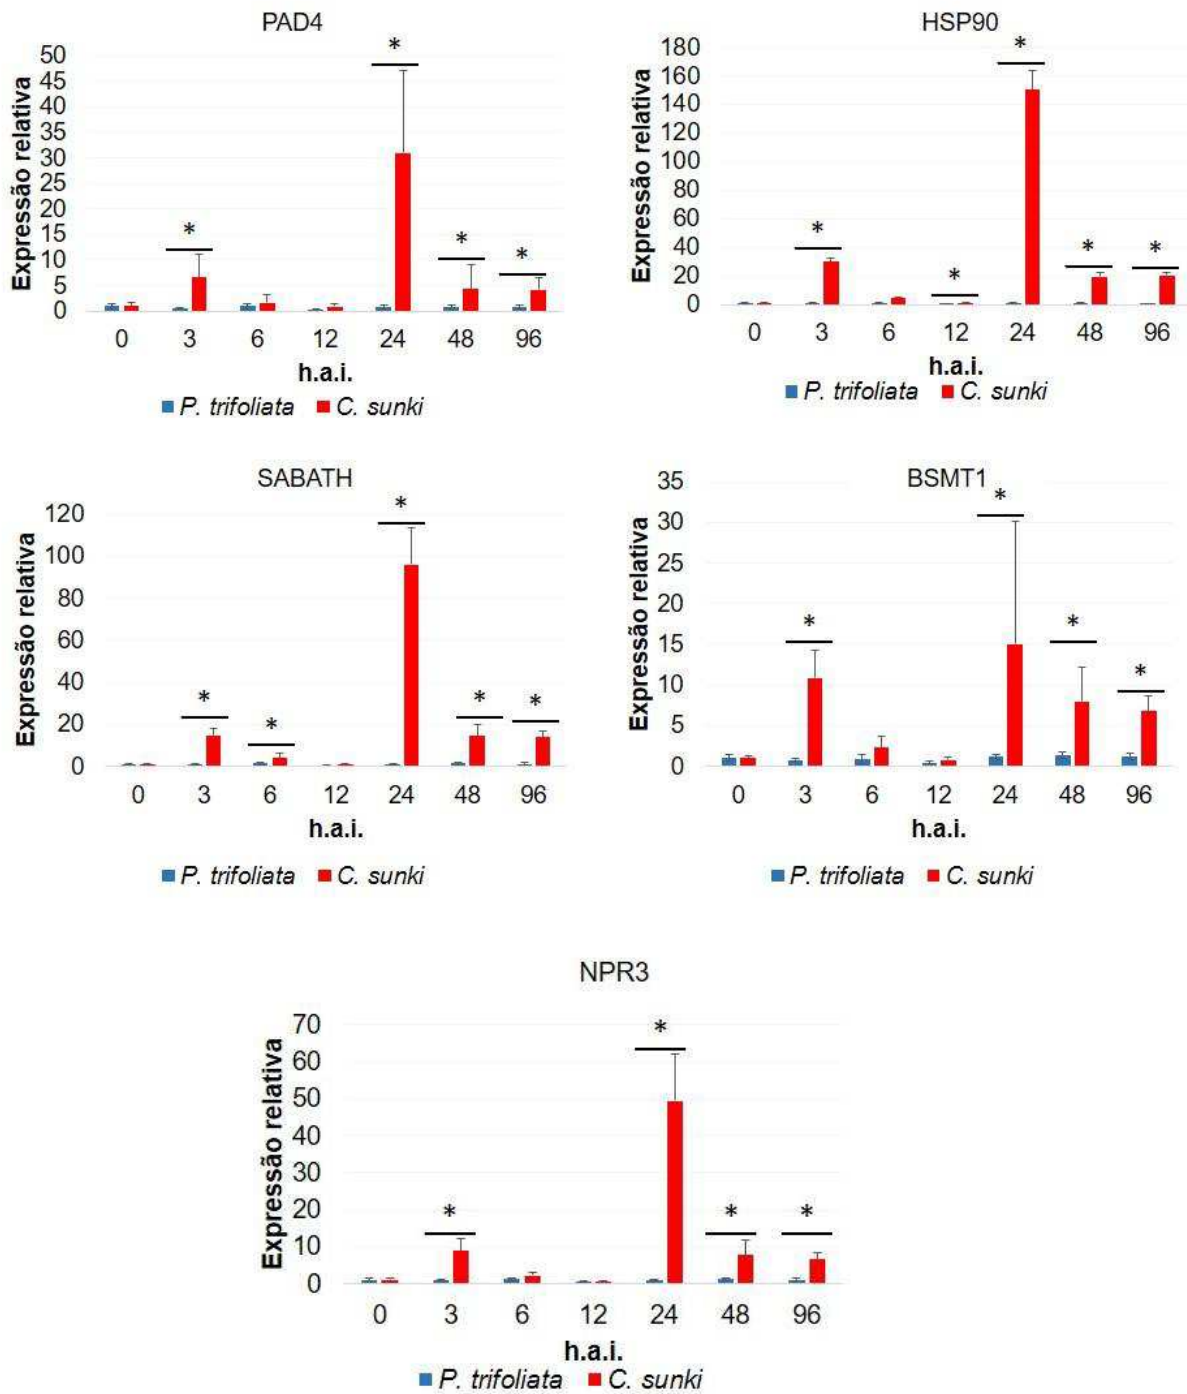 PAD4
*
50
45
40
35
30
25
20
15
10
5
0
Expressão relativa
*
*
*
0 3 6 12 24 48 96
h.a.i.
P. trifoliata C. sunki
HSP90
*
180
160
140
120
100
80
60
40
20
0
Expressão relativa
*
*
*
*
0 3 6 12 24 48 96
h.a.i.
P. trifoliata C. sunki
SABATH
*
120
100
80
60
40
20
0
Expressão relativa
*
*
*
*
0 3 6 12 24 48 96
h.a.i.
P. trifoliata C. sunki
BSMT1
*
35
30
25
20
15
10
5
0
Expressão relativa
*
*
*
0 3 6 12 24 48 96
h.a.i.
P. trifoliata C. sunki
NPR3
*
70
60
50
40
30
20
10
0
Expressão relativa
*
*
*
0 3 6 12 24 48 96
h.a.i.
P. trifoliata C. sunki